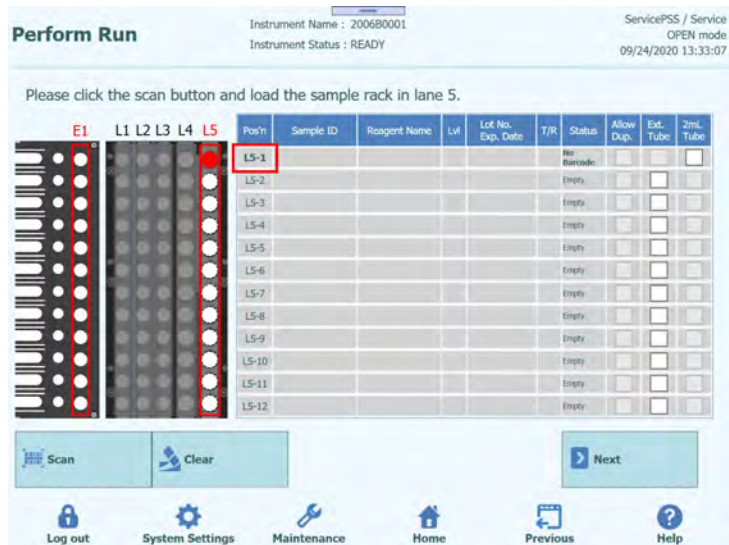 Perform Run
Instrument Name : 2006B0001
Instrument Status : READY
ServicePSS / Service
OPEN mode
09/24/2020 13:33:07
Please click the scan button and load the sample rack in lane 5.
E1 L1 L2 L3 L4 L5
Pos'n Sample ID Reagent Name Lvl Lot No. Exp. Date T/R Status Allow Dup. Ext. Tube 2mL Tube
L5-1 No Barcode
L5-2 Empty
L5-3 Empty
L5-4 Empty
L5-5 Empty
L5-6 Empty
L5-7 Empty
L5-8 Empty
L5-9 Empty
L5-10 Empty
L5-11 Empty
L5-12 Empty
Scan Clear Next
Log out System Settings Maintenance Home Previous Help